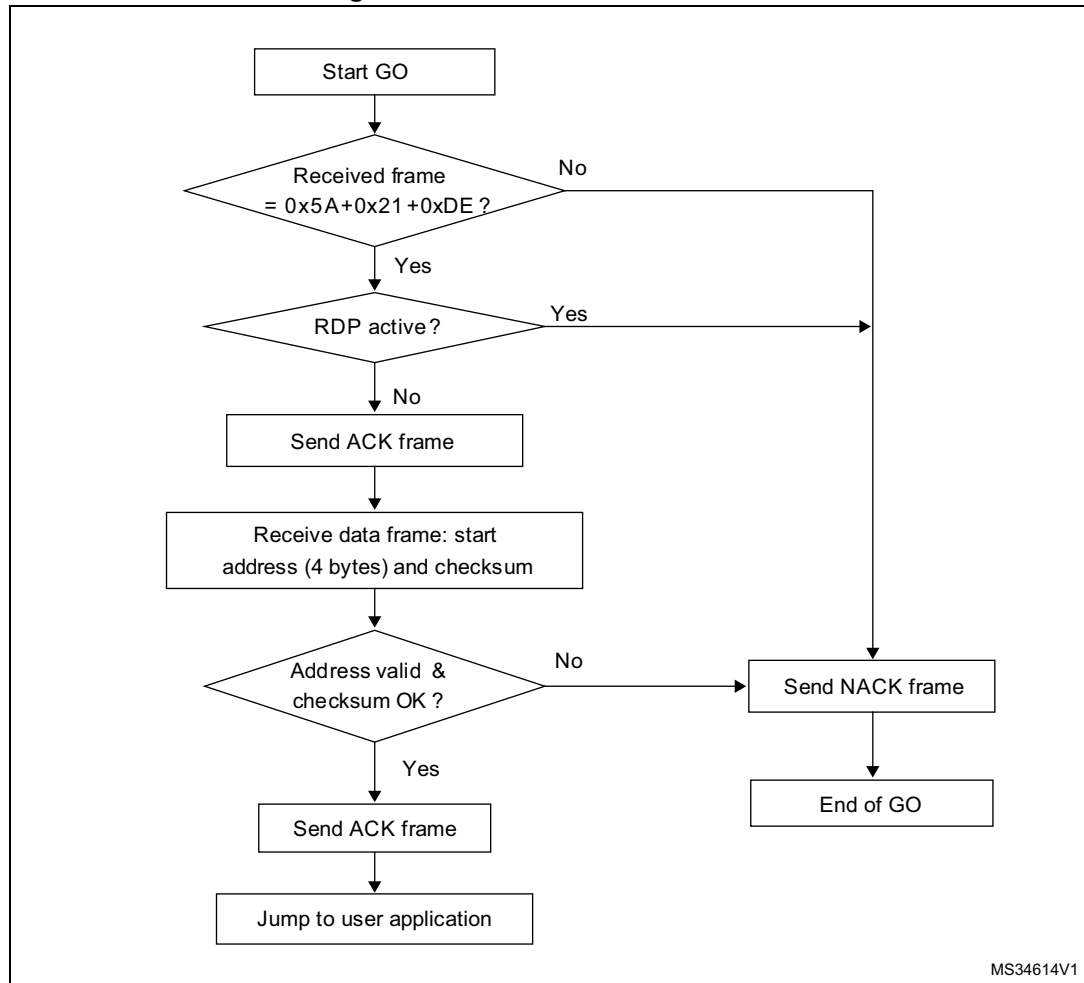 Start GO
Received frame
= 0x5A+0x21+0xDE ?
No
Yes
RDP active?
Yes
No
Send ACK frame
Receive data frame: start
address (4 bytes) and checksum
Address valid &
checksum OK ?
No
Send NACK frame
Yes
End of GO
Send ACK frame
Jump to user application
MS34614V1